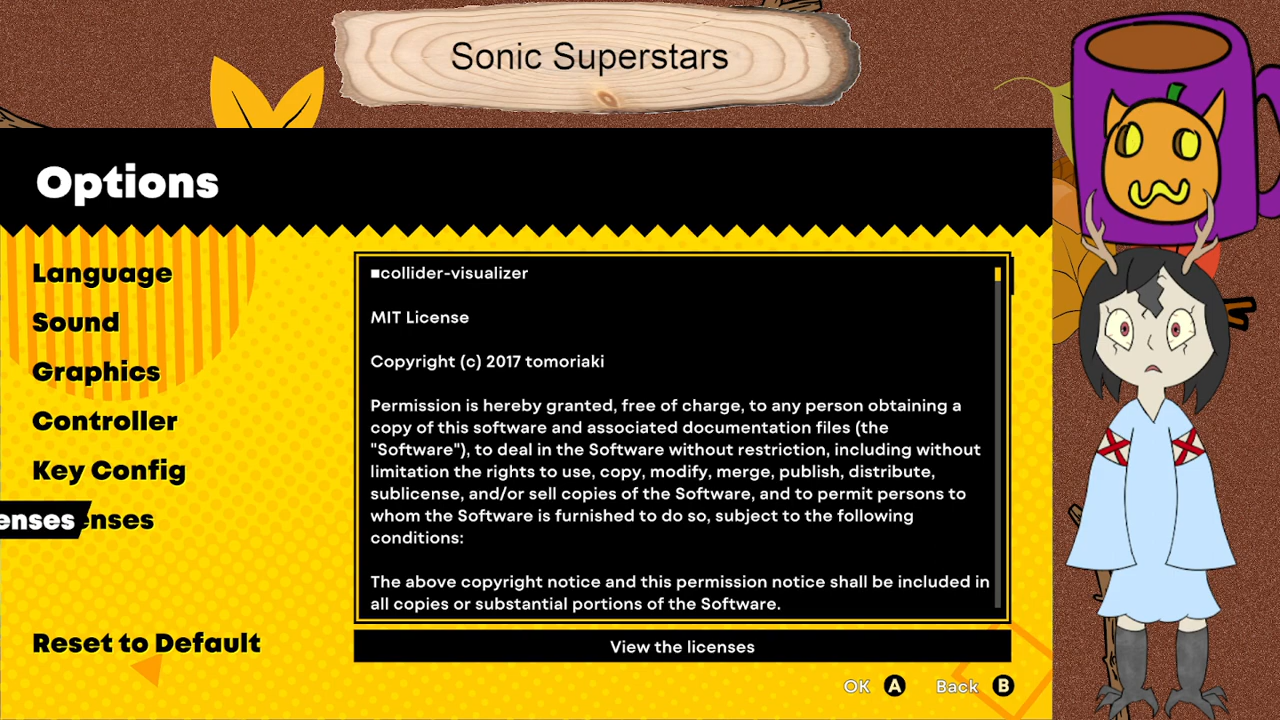 Sonic Superstars
Options
Language
Sound
Graphics
Controller
Key Config
enses enses
Reset to Default
■collider-visualizer
MIT License
Copyright (c) 2017 tomoriaki
Permission is hereby granted, free of charge, to any person obtaining a
copy of this software and associated documentation files (the
"Software"), to deal in the Software without restriction, including without
limitation the rights to use, copy, modify, merge, publish, distribute,
sublicense, and/or sell copies of the Software, and to permit persons to
whom the Software is furnished to do so, subject to the following
conditions:
The above copyright notice and this permission notice shall be included in
all copies or substantial portions of the Software.
View the licenses
OK A Back B